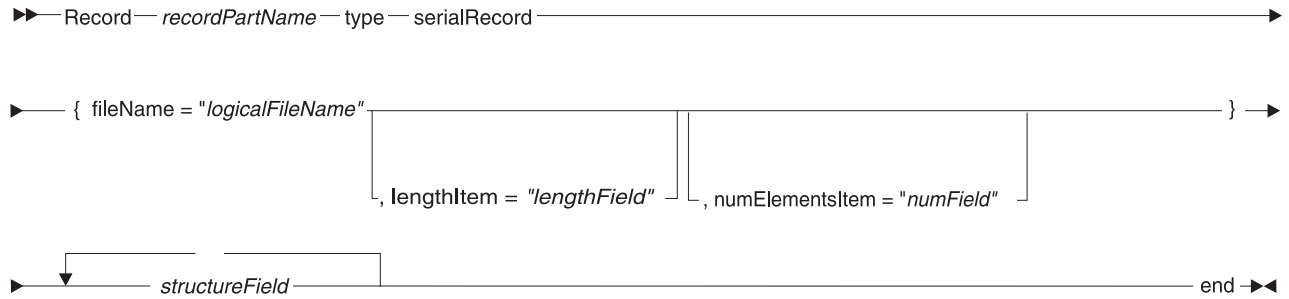 Record recordPartName type serialRecord
{ fileName = "logicalFileName" }
, lengthItem = "lengthField" , numElementsItem = "numField"
structureField end